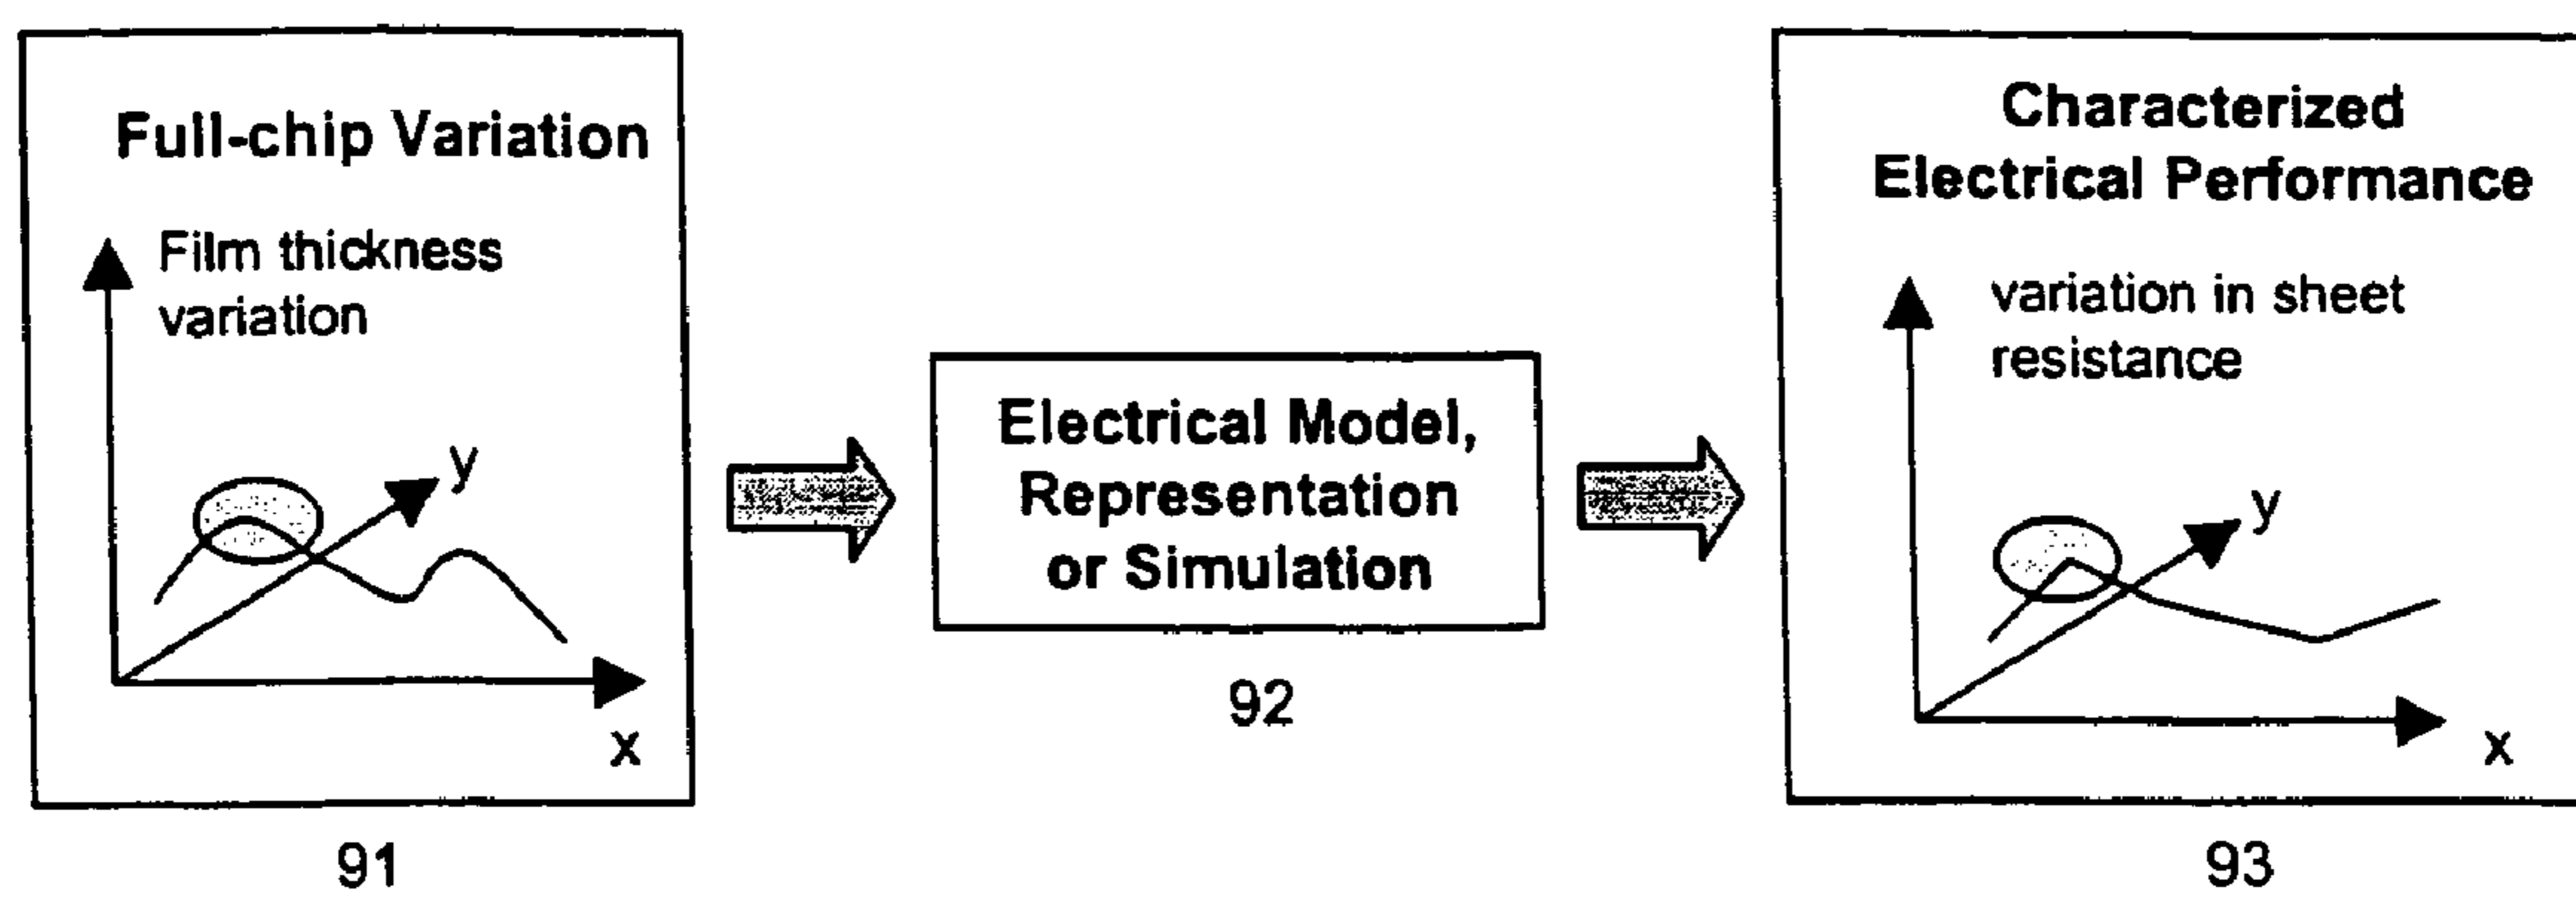 Full-chip Variation
Film thickness
variation
y
x
91
Electrical Model,
Representation
or Simulation
92
Characterized
Electrical Performance
variation in sheet
resistance
y
x
93